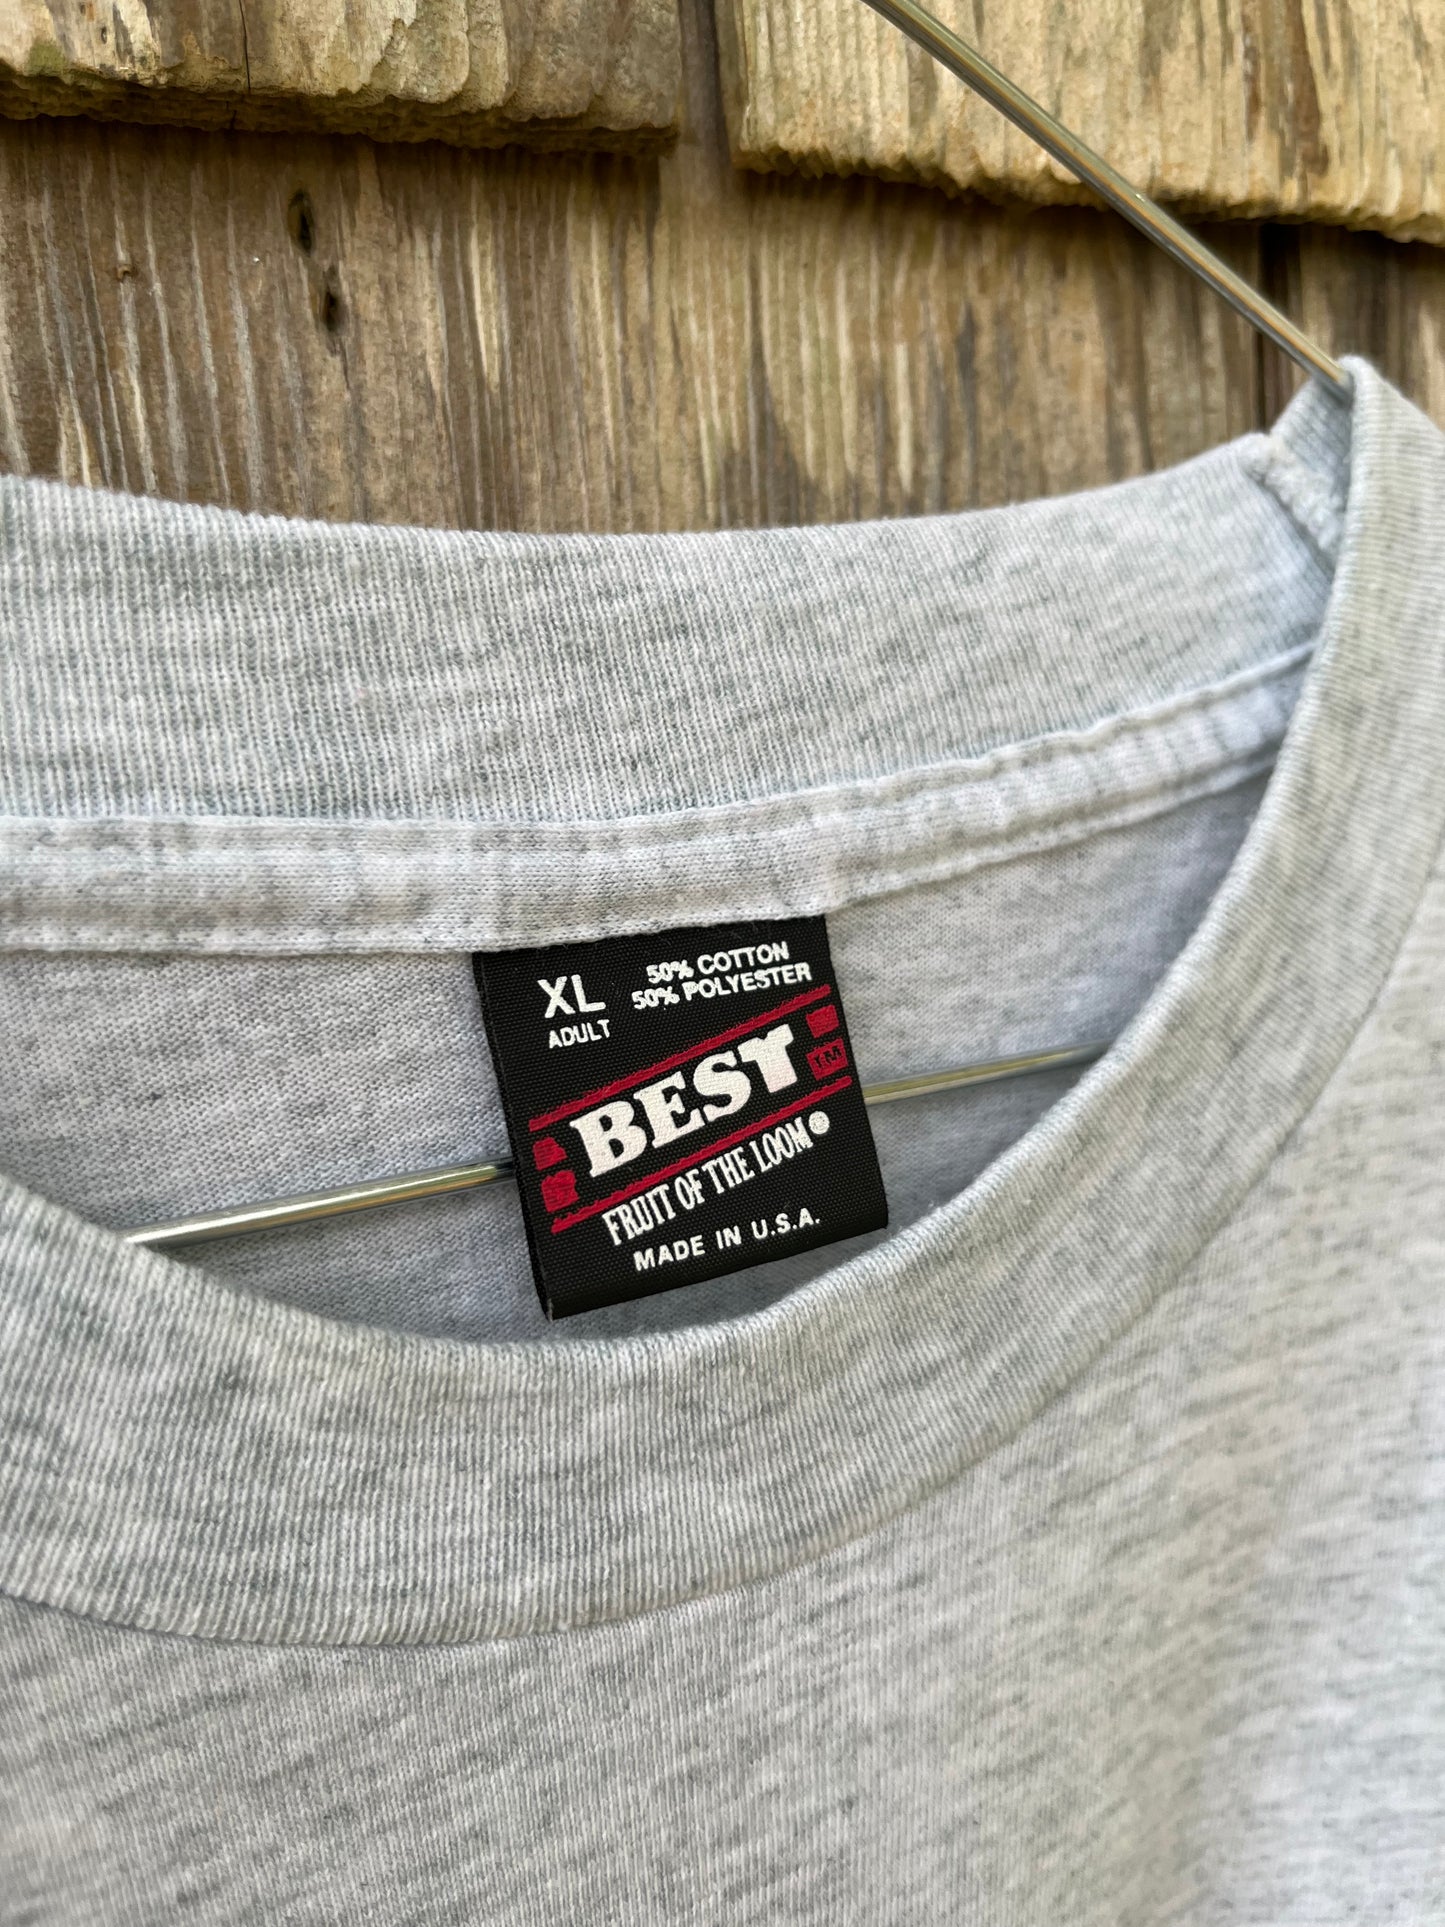 XL
ADULT
50% COTTON
50% POLYESTER
BEST
TM
FRUIT OF THE LOOM®
MADE IN U.S.A.